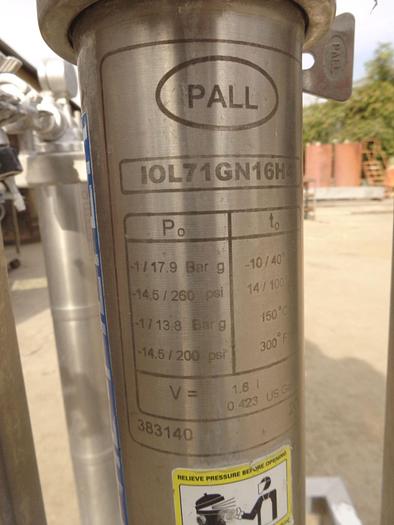 PALL
PALL
IOL71GN16H
Po to
-1 / 17.9 Bar g -10 / 40°
-14.5 / 260 psi 14 / 100
-1 / 13.8 Bar g 150°C
-14.5 / 200 psi 300°F
V = 1.6 l
0.423 US G
383140
RELIEVE PRESSURE BEFORE OPENING